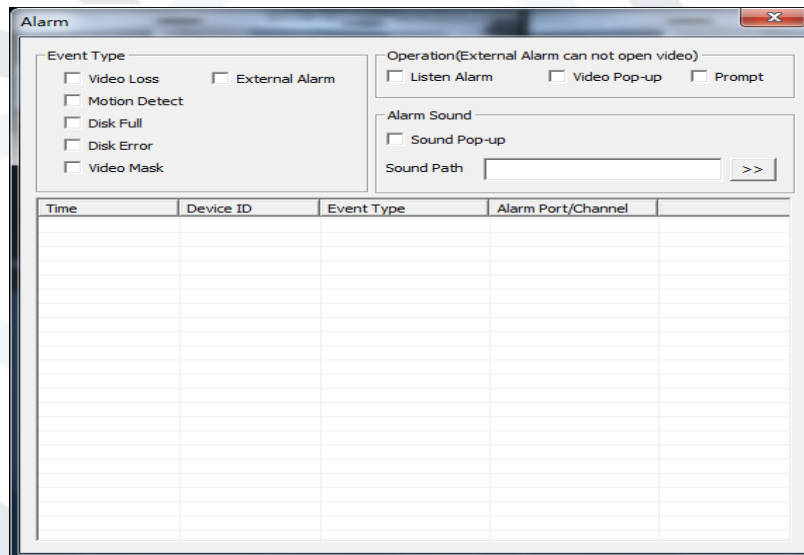 Alarm
Event Type
Video Loss External Alarm
Motion Detect
Disk Full
Disk Error
Video Mask
Operation(External Alarm can not open video)
Listen Alarm Video Pop-up Prompt
Alarm Sound
Sound Pop-up
Sound Path >>
Time Device ID Event Type Alarm Port/Channel